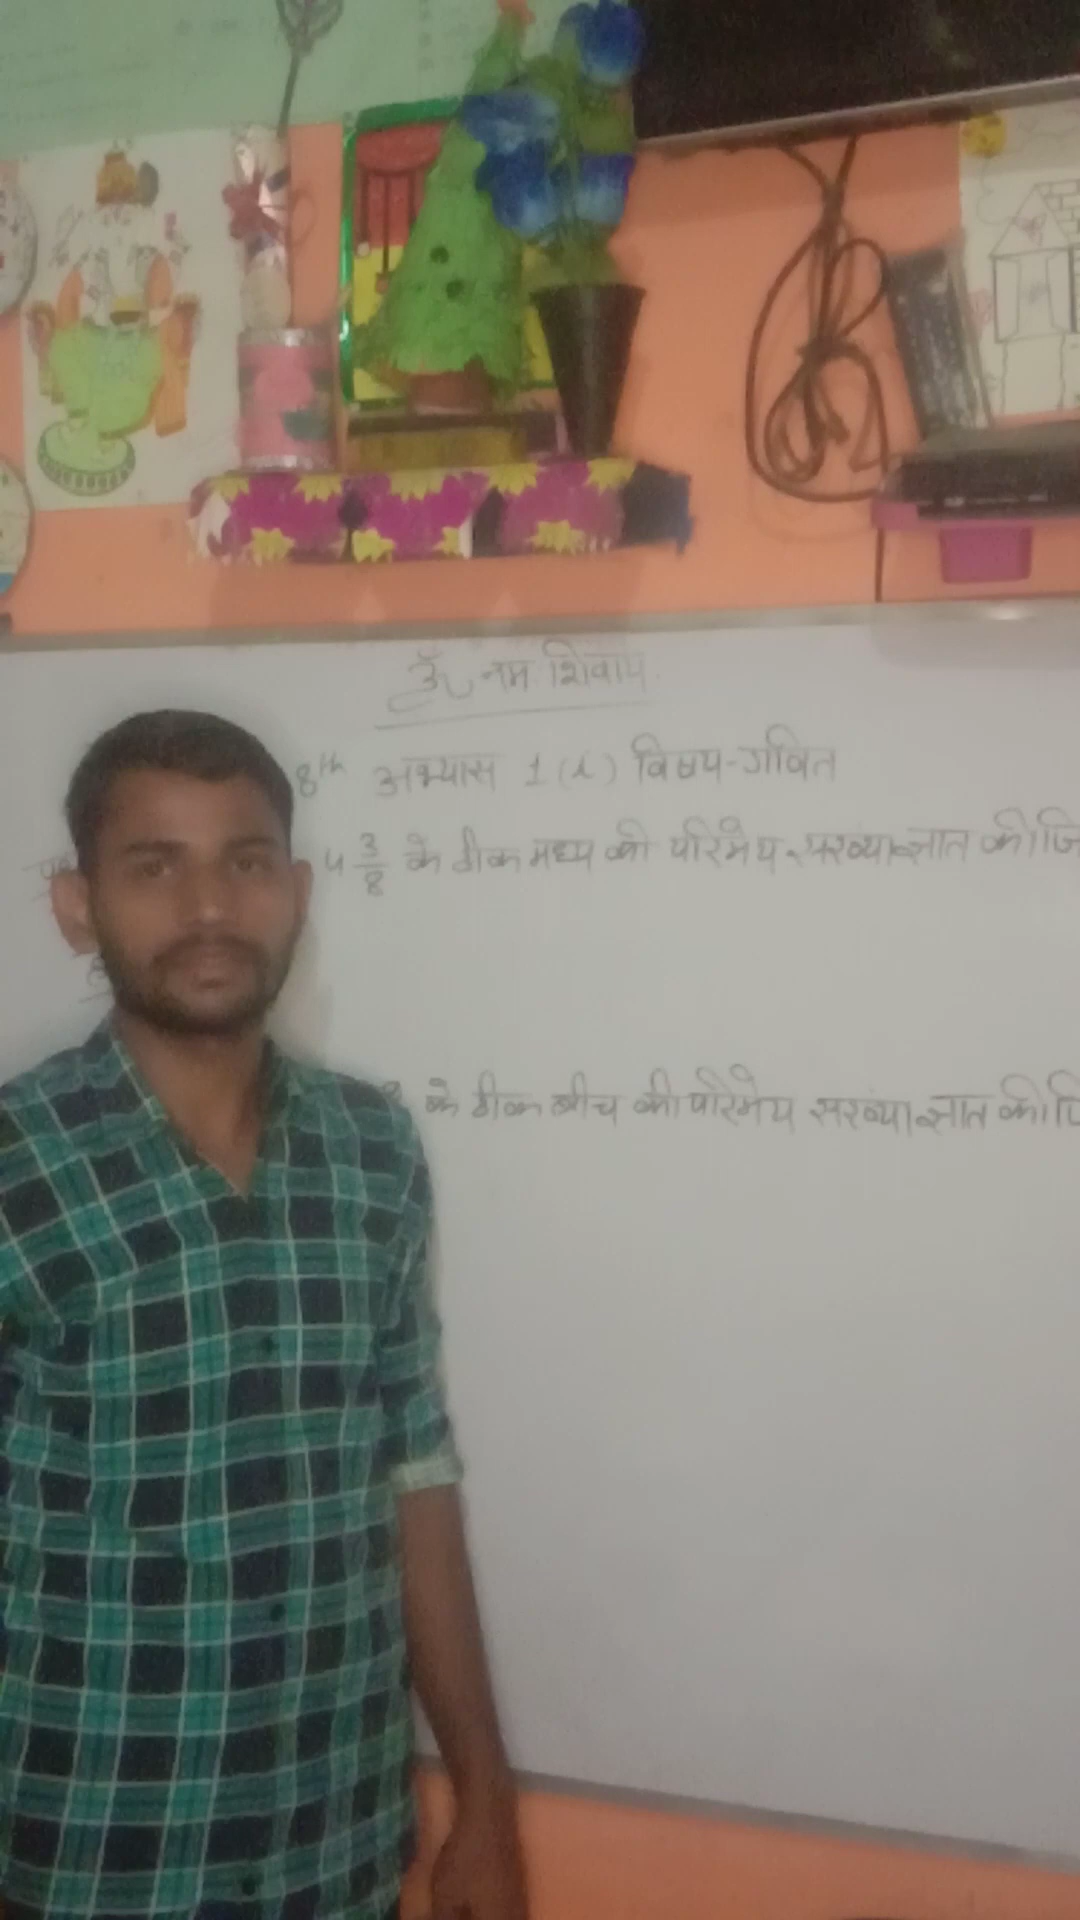 ॐ नम शिवाय
8th अभ्यास 1 (A) विषय-गणित
3/8 के ठीक मध्य की परिमेय संख्या ज्ञात कीजि
के ठीक बीच की परिमेय संख्या ज्ञात कीजि